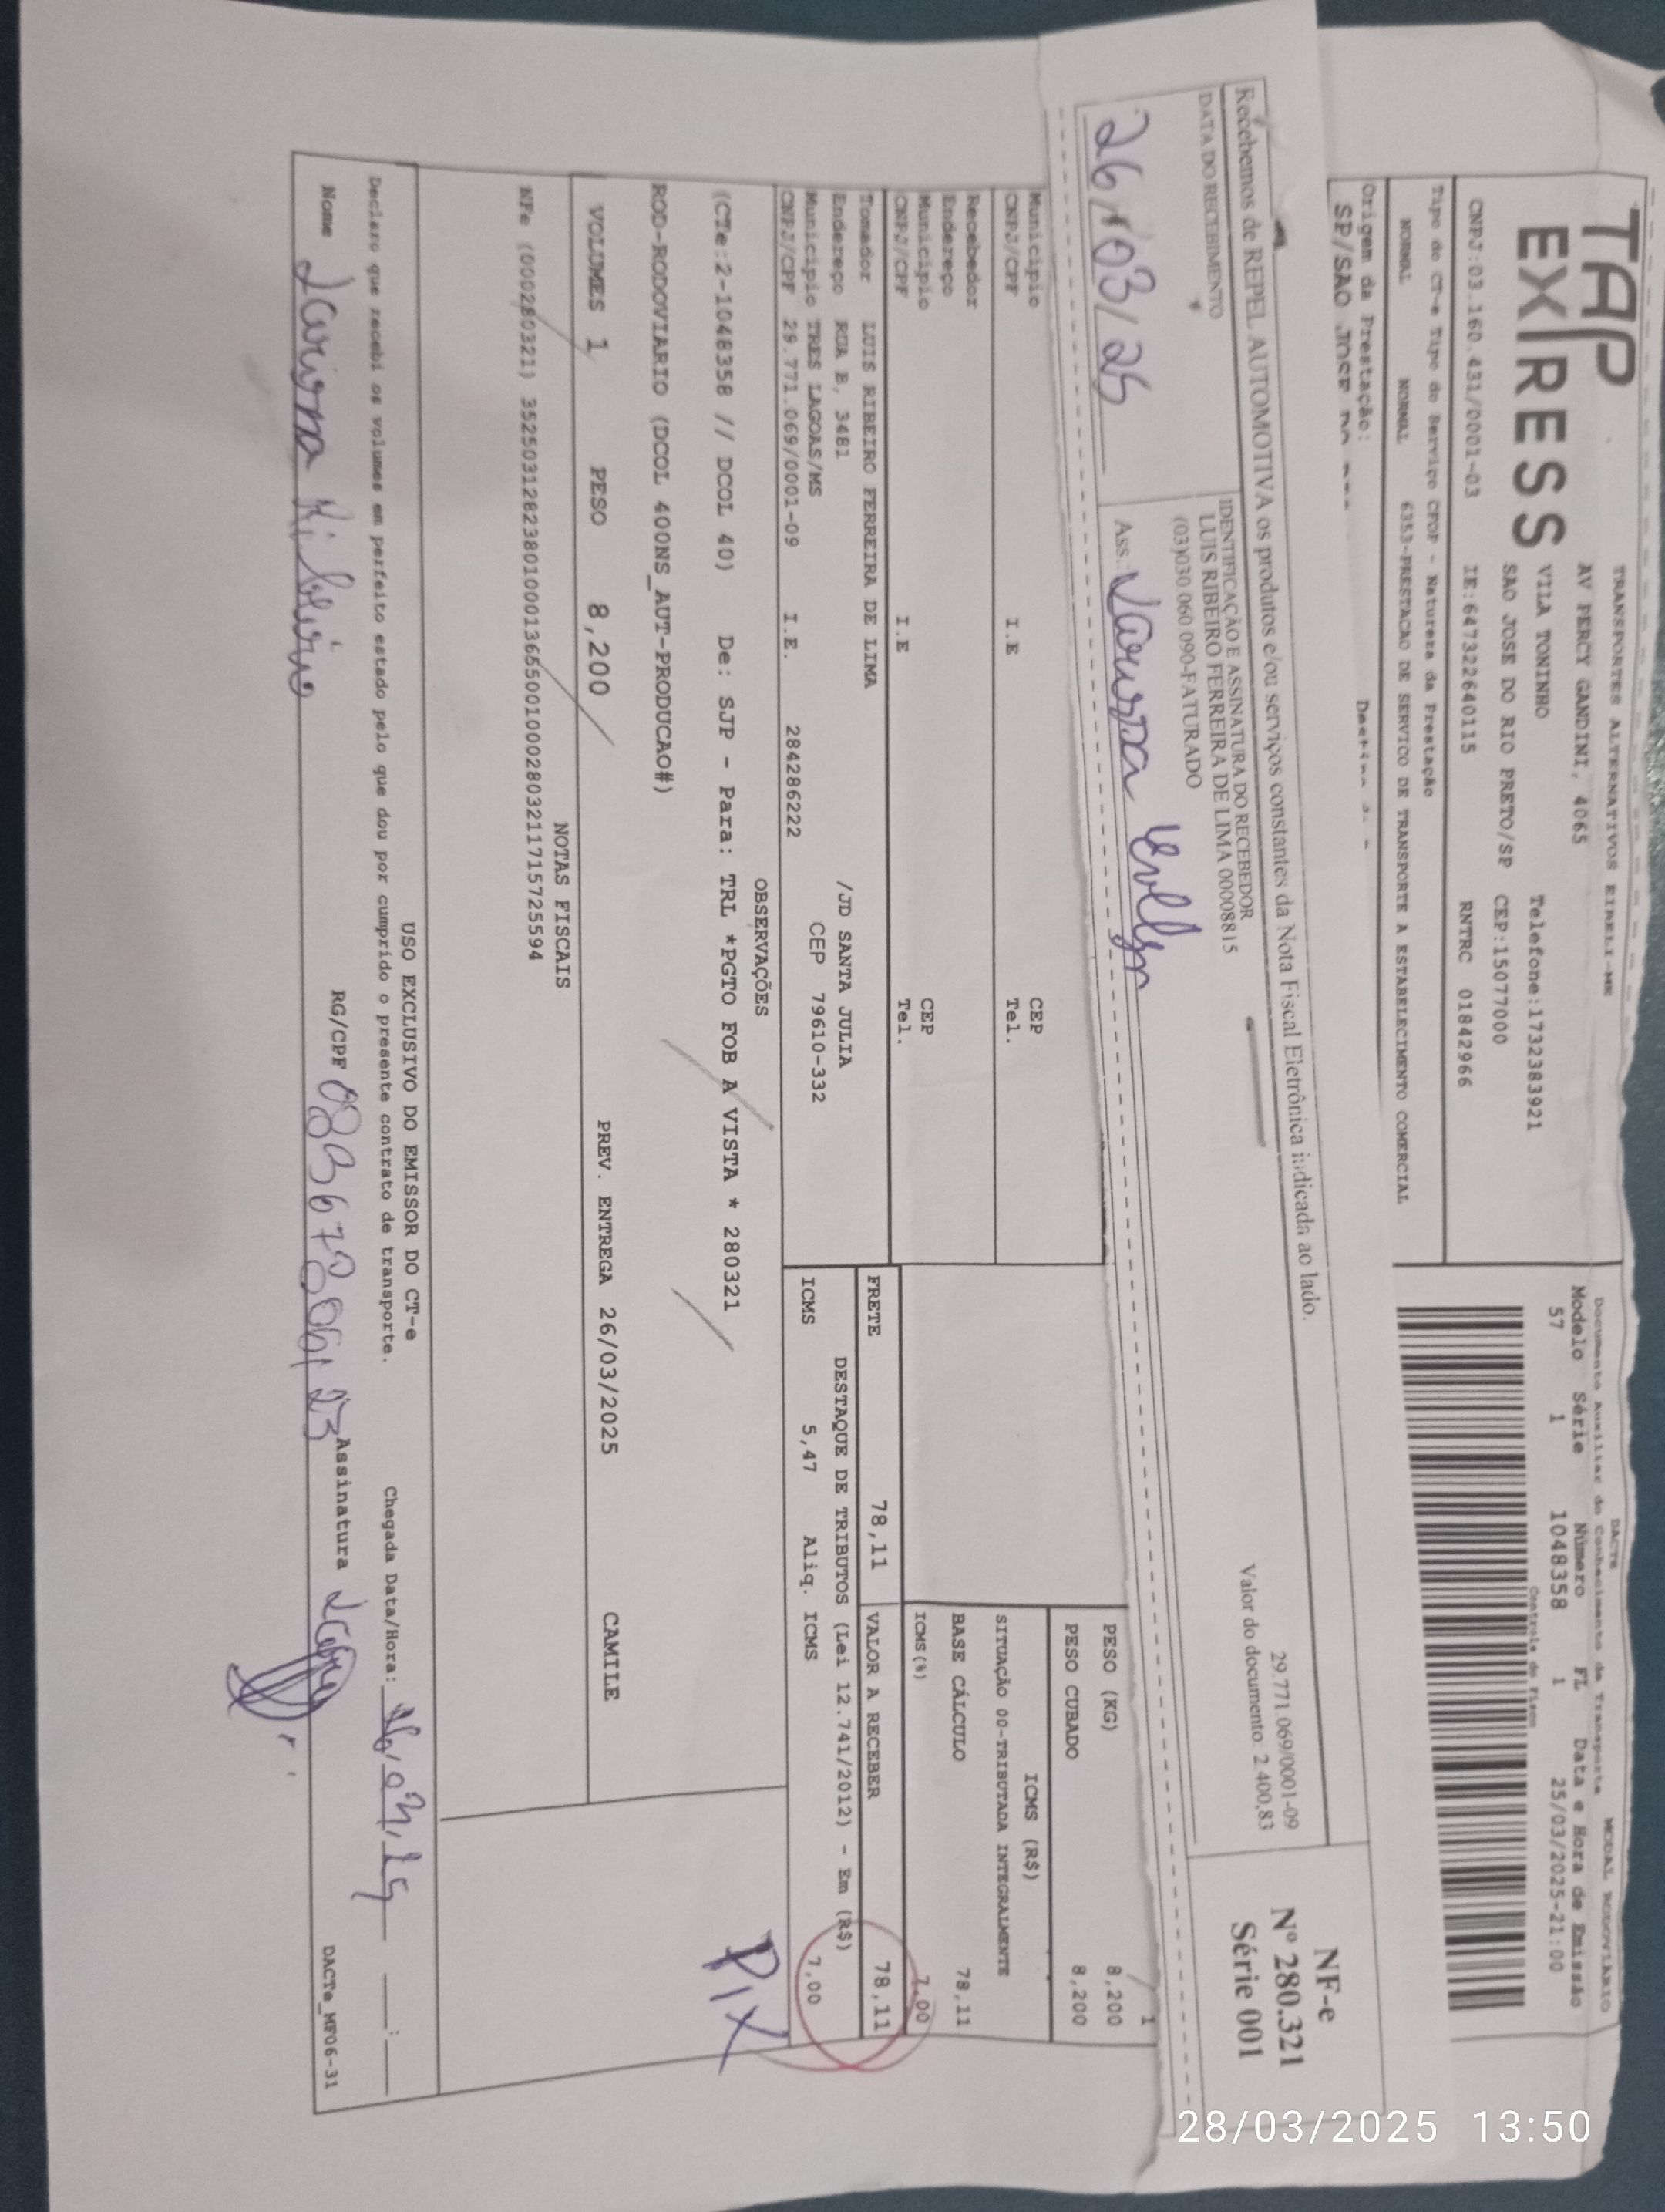 TAP
EXPRESS
TRANSPORTES ALTERNATIVOS EIRELI-ME
AV PERCY GANDINI, 4065
VILA TONINHO Telefone:1732383921
SAO JOSE DO RIO PRETO/SP CEP:15077000
CNPJ:03.160.431/0001-03 IE:647322640115 RNTRC 01842966
DACTE MODAL RODOVIÁRIO
Documento Auxiliar do Conhecimento de Transporte
Modelo Série Número FL Data e Hora de Emissão
57 1 1048358 1 25/03/2025-21:00
Controle do Fisco
Tipo do CT-e Tipo do Serviço CFOP - Natureza da Prestação
NORMAL NORMAL 6353-PRESTACAO DE SERVICO DE TRANSPORTE A ESTABELECIMENTO COMERCIAL
Origem da Prestação:
SP/SAO JOSE DO
Recebemos de REPEL AUTOMOTIVA os produtos e/ou serviços constantes da Nota Fiscal Eletrônica indicada ao lado.
DATA DO RECEBIMENTO
26/03/25
IDENTIFICAÇÃO E ASSINATURA DO RECEBEDOR
LUIS RIBEIRO FERREIRA DE LIMA 00008815
(03)030 060 090-FATURADO
Ass.:
29.771.069/0001-09
Valor do documento: 2.400,83
NF-e
Nº 280.321
Série 001
Município CEP
CNPJ/CPF I.E Tel.
Recebedor
Endereço
Município CEP
CNPJ/CPF I.E Tel.
Tomador LUIS RIBEIRO FERREIRA DE LIMA
Endereço RUA B, 3481 /JD SANTA JULIA
Município TRES LAGOAS/MS CEP 79610-332
CNPJ/CPF 29.771.069/0001-09 I.E. 284286222
1
PESO (KG) 8,200
PESO CUBADO 8,200
ICMS (R$)
SITUAÇÃO 00-TRIBUTADA INTEGRALMENTE
BASE CÁLCULO 78,11
ICMS(%) 7,00
FRETE 78,11 VALOR A RECEBER 78,11
DESTAQUE DE TRIBUTOS (Lei 12.741/2012) - Em (R$)
ICMS 5,47 Aliq. ICMS 7,00
OBSERVAÇÕES
(CTe:2-1048358 // DCOL 40) De: SJP - Para: TRL *PGTO FOB A VISTA * 280321
PIX
ROD-RODOVIARIO (DCOL 400NS_AUT-PRODUCAO#)
VOLUMES 1 PESO 8,200 PREV. ENTREGA 26/03/2025 CAMILE
NOTAS FISCAIS
NFe (000280321) 35250312823801000136550010002803211715725594
USO EXCLUSIVO DO EMISSOR DO CT-e
Declaro que recebi os volumes em perfeito estado pelo que dou por cumprido o presente contrato de transporte. Chegada Data/Hora:
Nome RG/CPF Assinatura
DACTe_MF06-31
28/03/2025 13:50